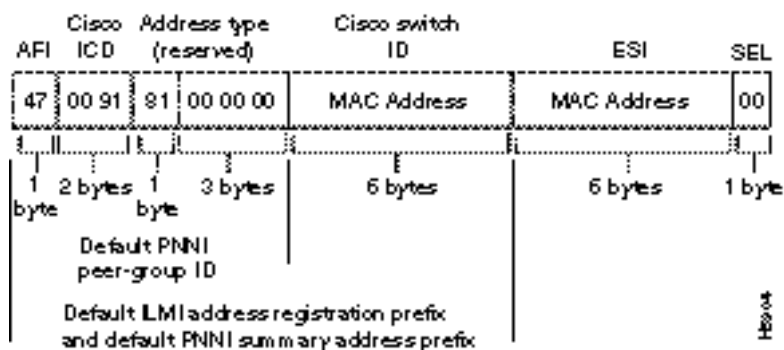 Cisco Address type Cisco switch
AFI ICD (reserved) ID ESI SEL
47 00 91 81 00 00 00 MAC Address MAC Address 00
1 byte 2 bytes 1 byte 3 bytes 6 bytes 6 bytes 1 byte
Default PNNI
peer-group ID
Default ILMI address registration prefix
and default PNNI summary address prefix